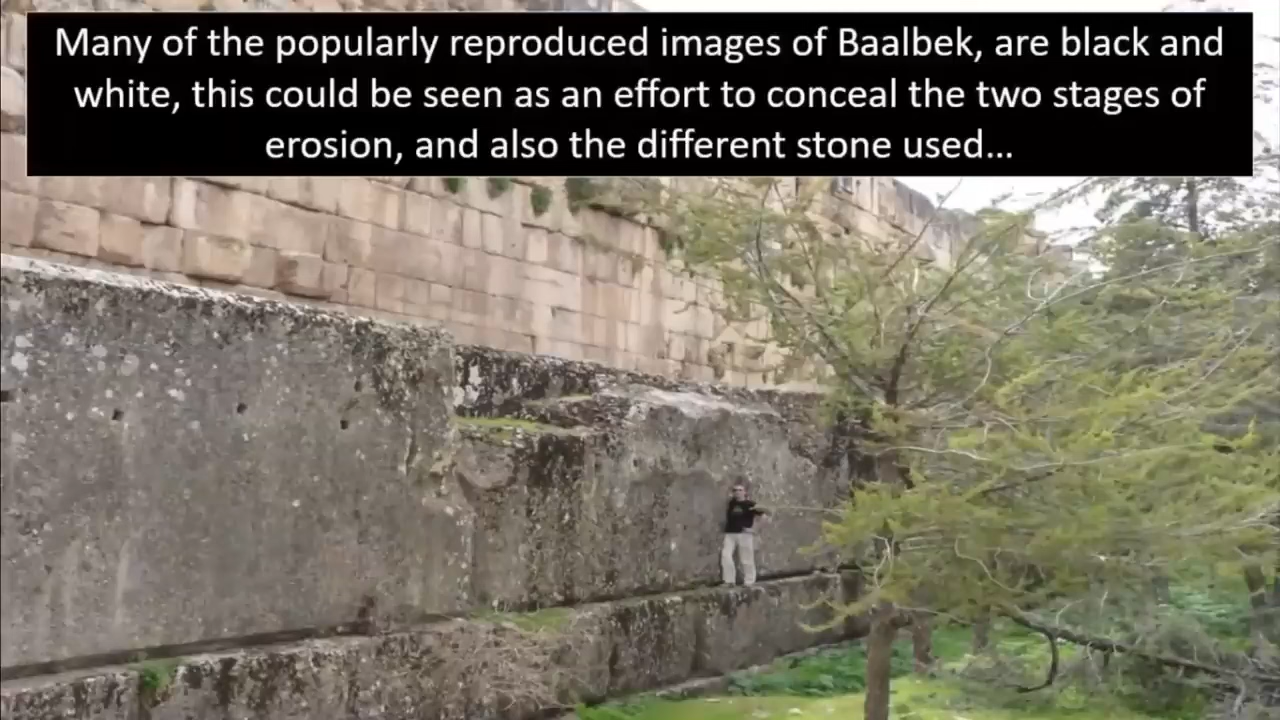 Many of the popularly reproduced images of Baalbek, are black and
white, this could be seen as an effort to conceal the two stages of
erosion, and also the different stone used...